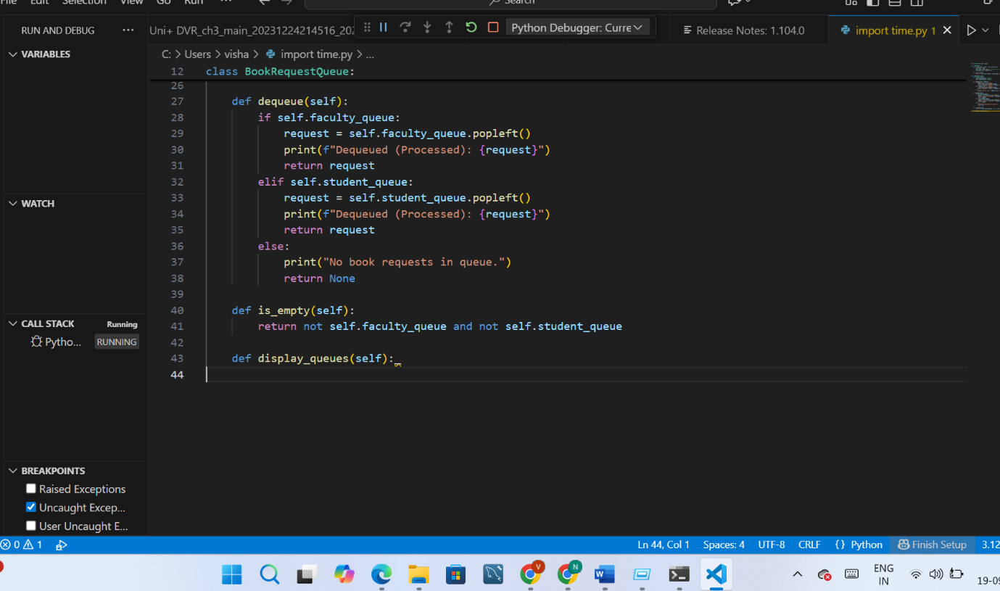 File Edit Selection View Go Run ··· Search
RUN AND DEBUG ···
Uni+ DVR_ch3_main_20231224214516_202
Python Debugger: Curre
Release Notes: 1.104.0
import time.py 1
VARIABLES
C: > Users > visha > import time.py > ...
12 class BookRequestQueue:
26
27 def dequeue(self):
28 if self.faculty_queue:
29 request = self.faculty_queue.popleft()
30 print(f"Dequeued (Processed): {request}")
31 return request
32 elif self.student_queue:
33 request = self.student_queue.popleft()
34 print(f"Dequeued (Processed): {request}")
35 return request
36 else:
37 print("No book requests in queue.")
38 return None
39
40 def is_empty(self):
41 return not self.faculty_queue and not self.student_queue
42
43 def display_queues(self):_
44
WATCH
CALL STACK Running
Pytho... RUNNING
BREAKPOINTS
Raised Exceptions
Uncaught Excep...
User Uncaught E...
0 1
Ln 44, Col 1 Spaces: 4 UTF-8 CRLF {} Python Finish Setup 3.12
V N
ENG
IN
19-09